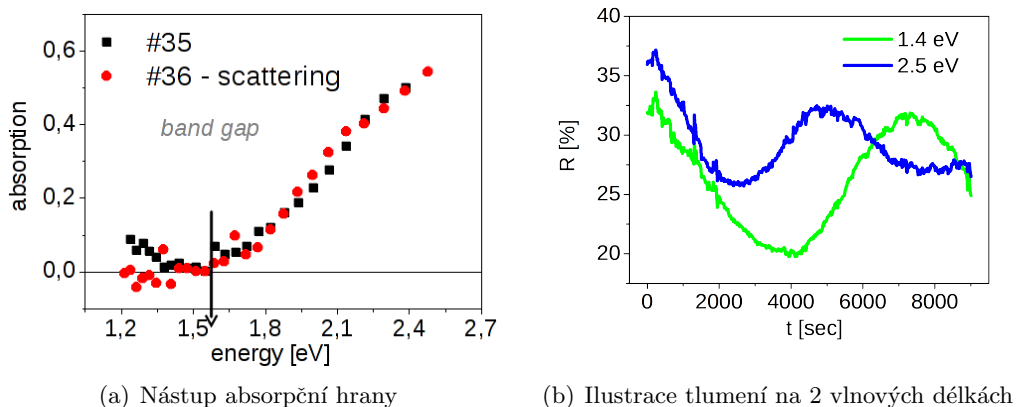 0,6
0,4
0,2
0,0
absorption
#35
#36 - scattering
band gap
1,2 1,5 1,8 2,1 2,4 2,7
energy [eV]
(a) Nástup absorpční hrany
40
35
30
25
20
R [%]
1.4 eV
2.5 eV
0 2000 4000 6000 8000
t [sec]
(b) Ilustrace tlumení na 2 vlnových délkách